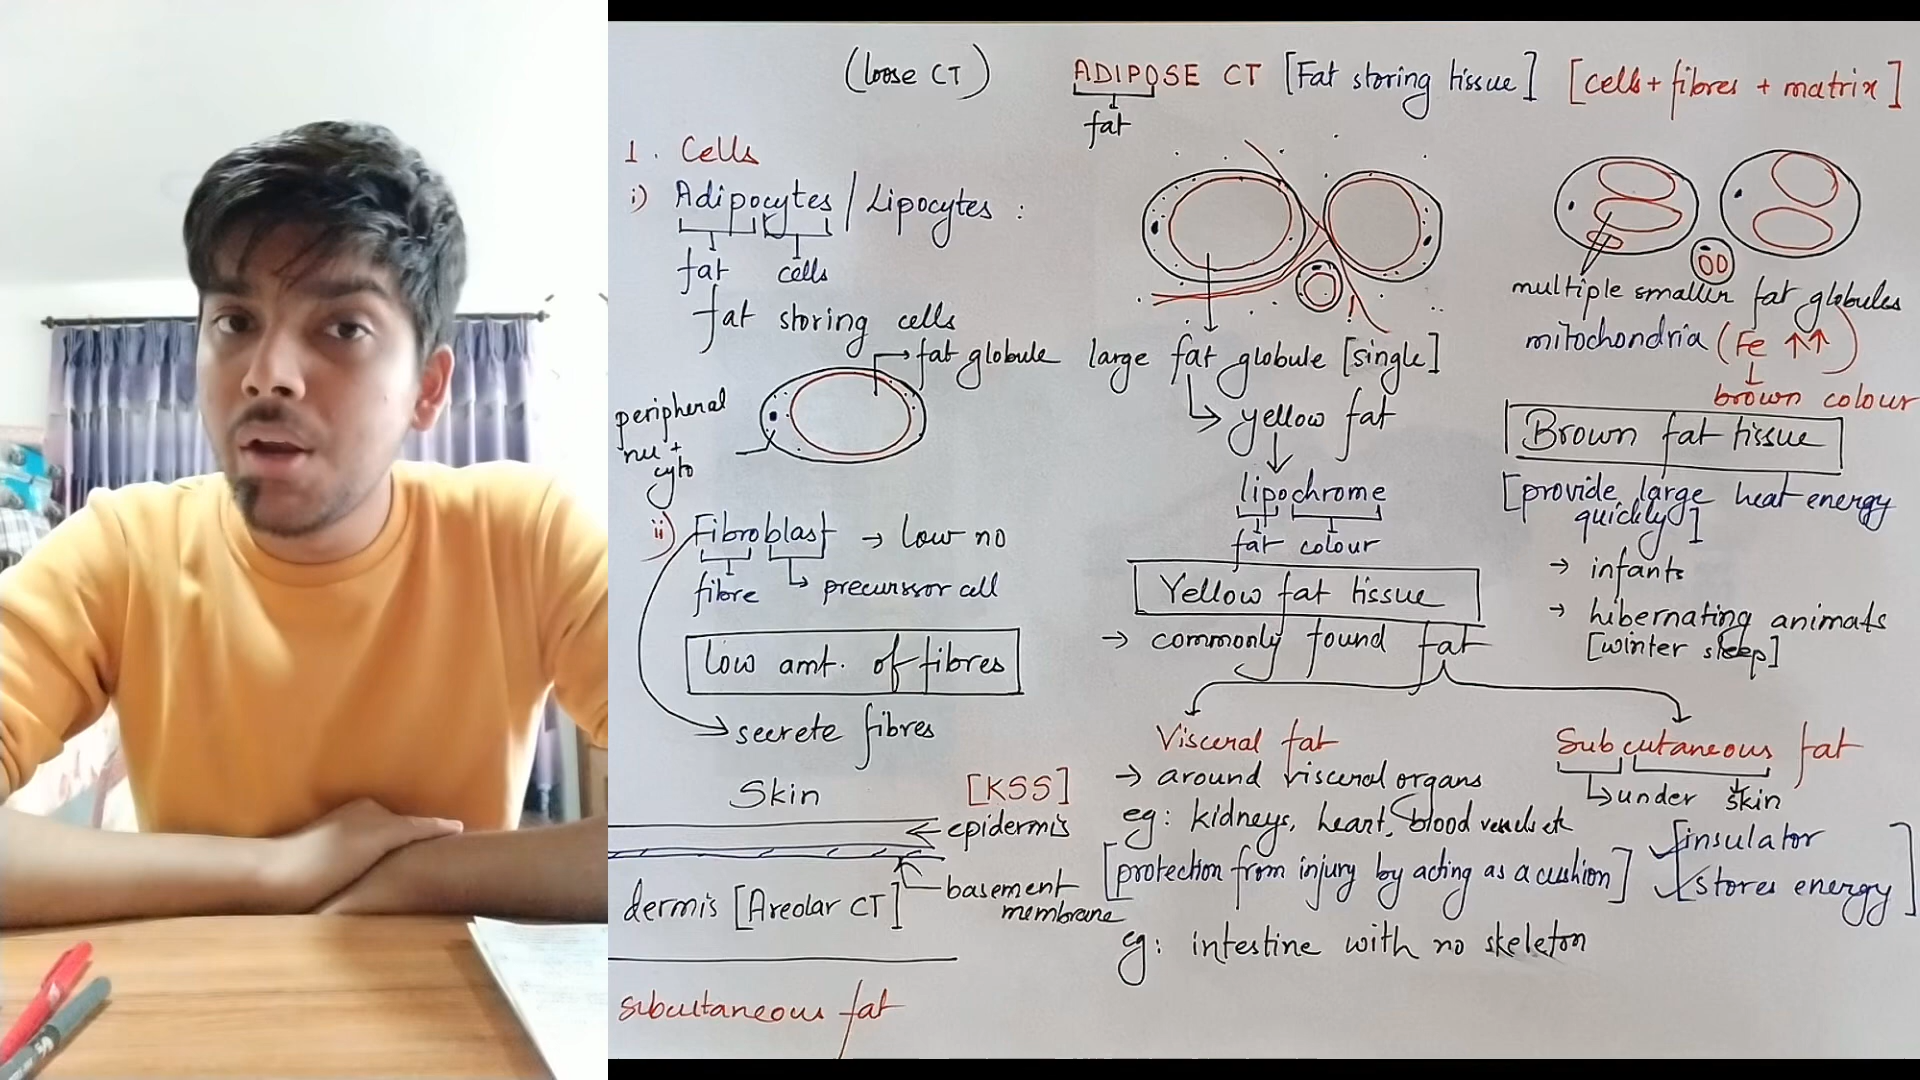 (loose CT) ADIPOSE CT [Fat storing tissue] [cells + fibres + matrix]
fat
1. Cells
i) Adipocytes / Lipocytes :
fat cells
fat storing cells
fat globule
peripheral
nu +
cyto
ii) Fibroblast → low no
fibre precurssor cell
low amt. of fibres
secrete fibres
Skin [KSS]
epidermis
basement
membrane
dermis [Areolar CT]
subcutaneous fat
large fat globule [single]
yellow fat
lipochrome
fat colour
Yellow fat tissue
→ commonly found fat
Visceral fat
→ around visceral organs
eg: kidneys, heart, blood vessels etc
[protection from injury by acting as a cushion]
eg: intestine with no skeleton
multiple smaller fat globules
mitochondria (Fe ↑↑)
brown colour
Brown fat tissue
[provide large heat energy
quickly]
→ infants
→ hibernating animals
[winter sleep]
Subcutaneous fat
under skin
[insulator
stores energy]